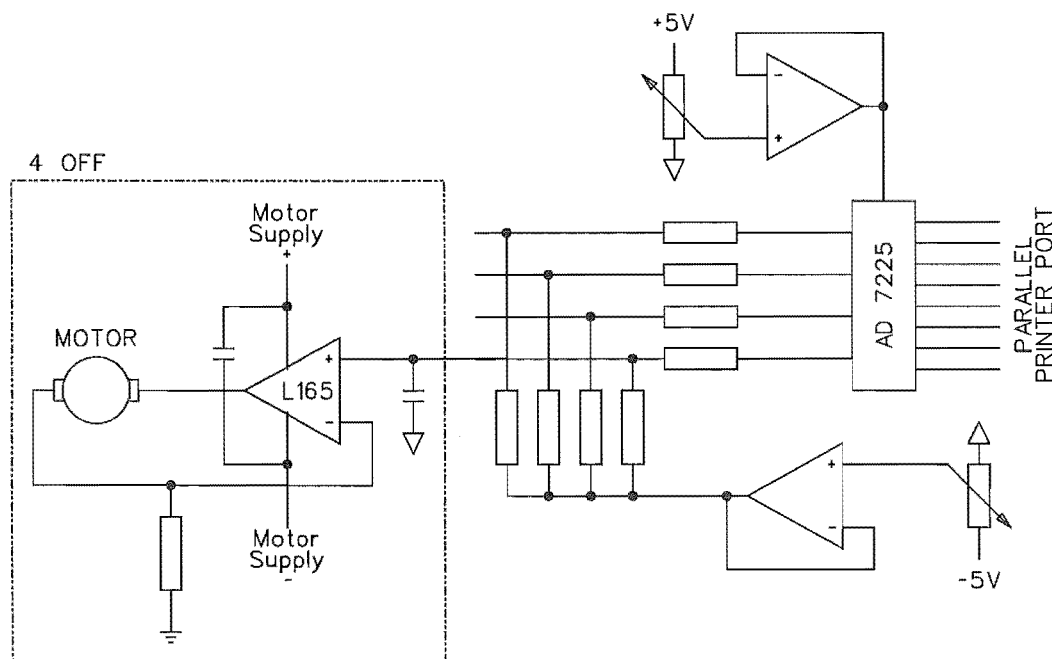 +5V
-
+
4 OFF
Motor
Supply
+
MOTOR
L165
+
-
Motor
Supply
-
AD 7225
PARALLEL
PRINTER PORT
+
-
-5V